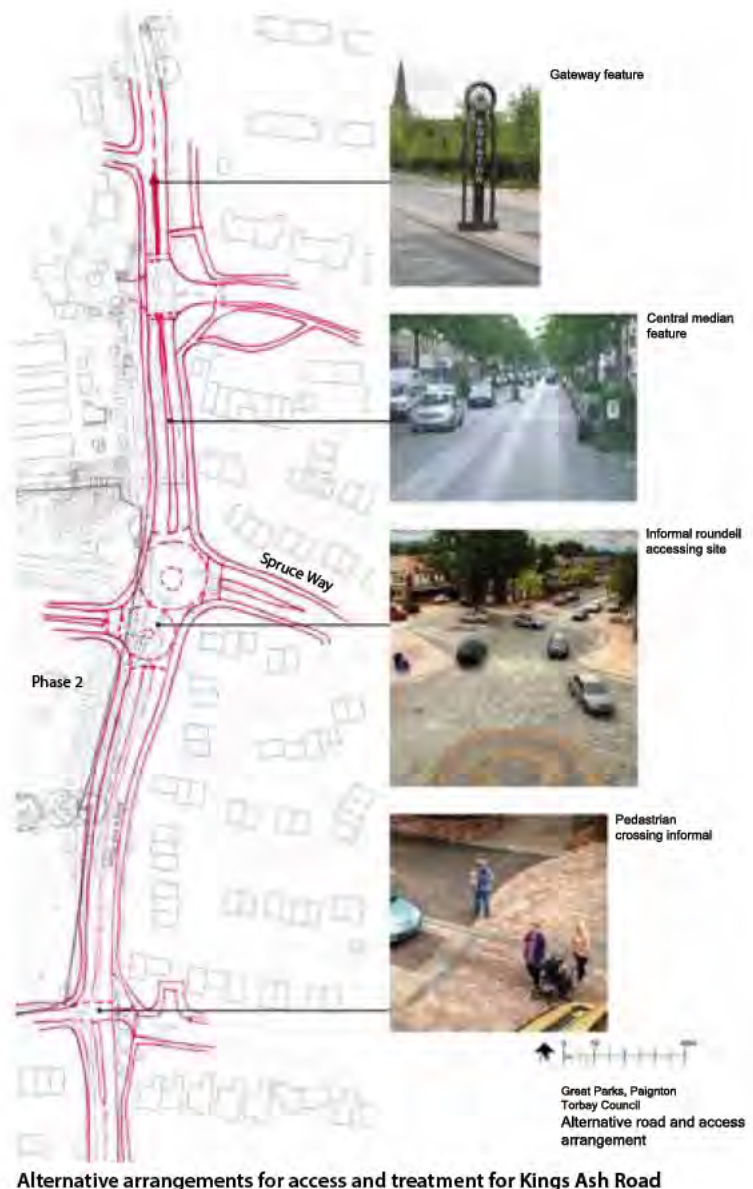 Gateway feature
Central median
feature
Spruce Way
Informal roundell
accessing site
Phase 2
Pedestrian
crossing informal
Great Parks, Paignton
Torbay Council
Alternative road and access
arrangement
Alternative arrangements for access and treatment for Kings Ash Road